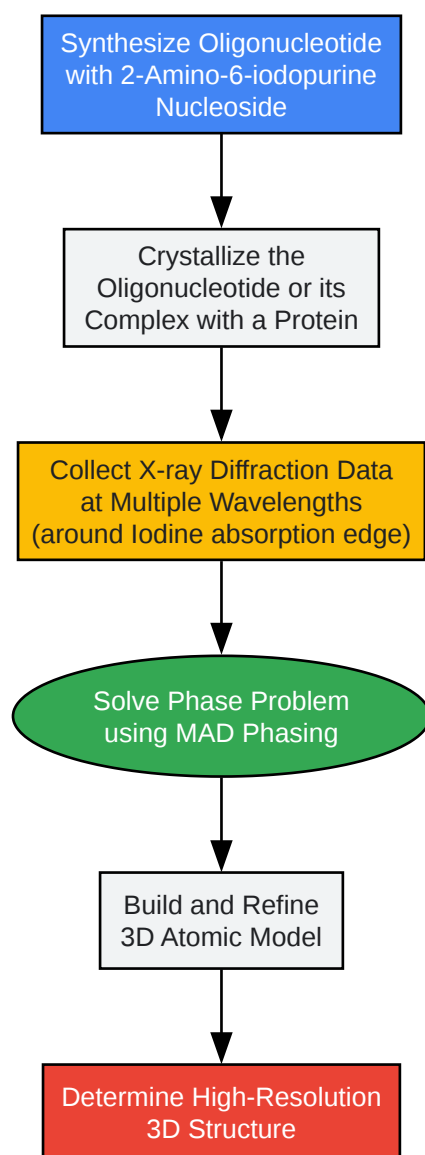 Synthesize Oligonucleotide
with 2-Amino-6-iodopurine
Nucleoside
Crystallize the
Oligonucleotide or its
Complex with a Protein
Collect X-ray Diffraction Data
at Multiple Wavelengths
(around Iodine absorption edge)
Solve Phase Problem
using MAD Phasing
Build and Refine
3D Atomic Model
Determine High-Resolution
3D Structure